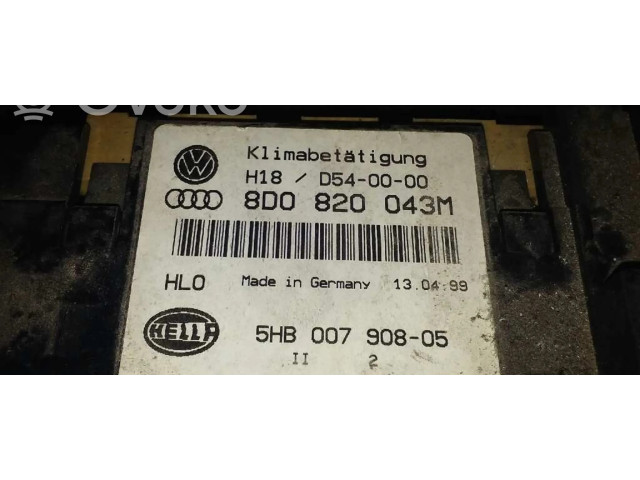 Klimabetätigung
H18 / D54-00-00
8D0 820 043M
HLO Made in Germany 13.04.99
HELLA
5HB 007 908-05
II 2